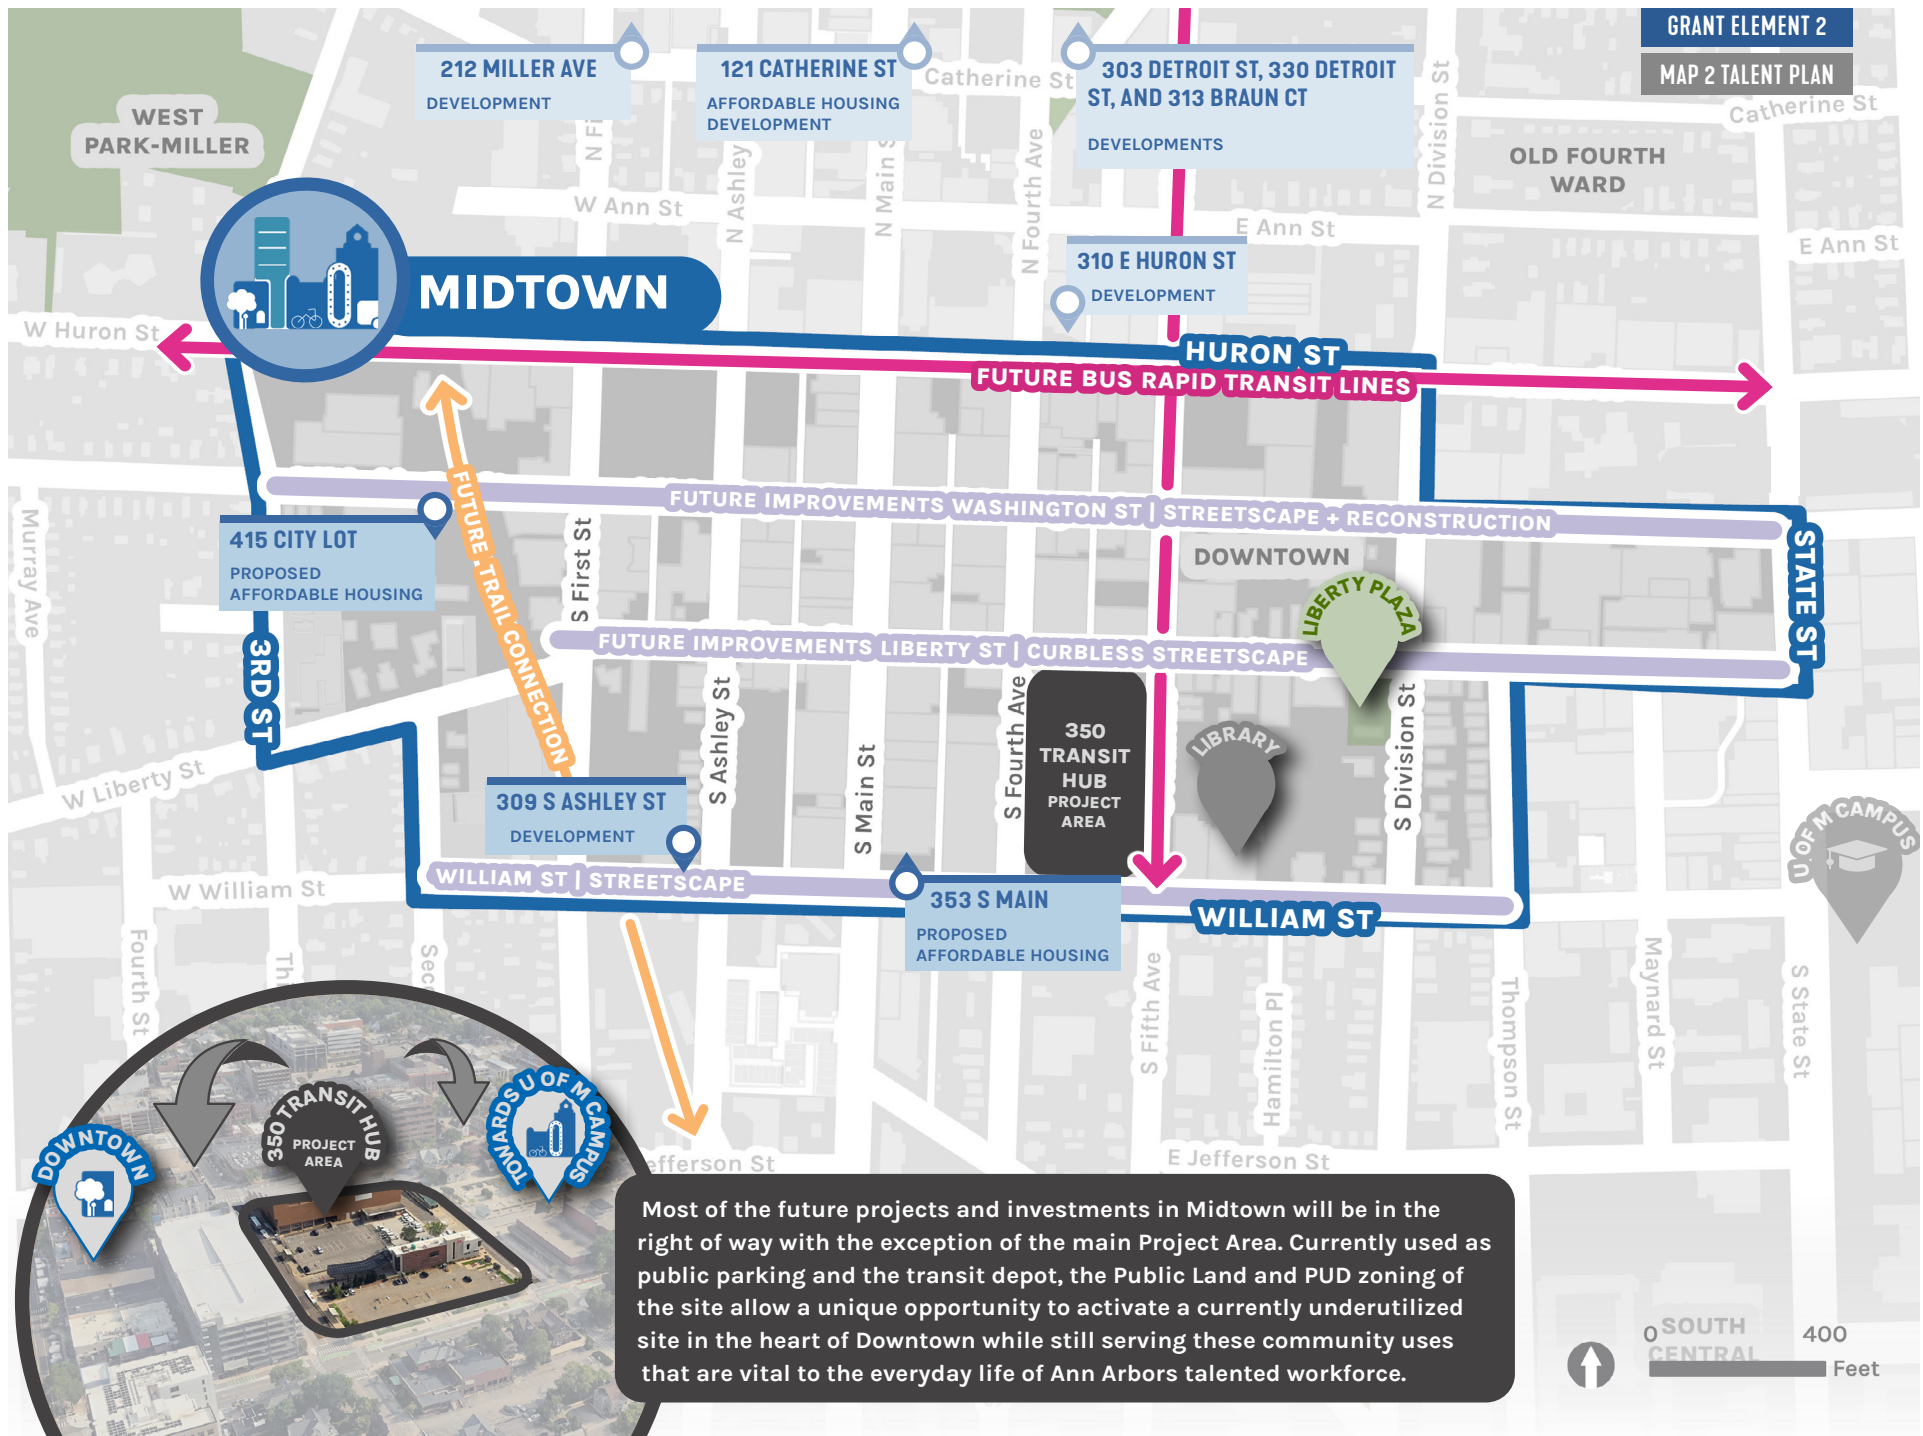 GRANT ELEMENT 2
MAP 2 TALENT PLAN
212 MILLER AVE
DEVELOPMENT
121 CATHERINE ST
AFFORDABLE HOUSING
DEVELOPMENT
303 DETROIT ST, 330 DETROIT
ST, AND 313 BRAUN CT
DEVELOPMENTS
Catherine St
Catherine St
WEST
PARK-MILLER
OLD FOURTH
WARD
N Fi
N Ashley
N Main S
N Fourth Ave
N Division St
W Ann St
E Ann St
E Ann St
310 E HURON ST
DEVELOPMENT
MIDTOWN
W Huron St
HURON ST
FUTURE BUS RAPID TRANSIT LINES
FUTURE IMPROVEMENTS WASHINGTON ST | STREETSCAPE + RECONSTRUCTION
415 CITY LOT
PROPOSED
AFFORDABLE HOUSING
FUTURE TRAIL CONNECTION
Murray Ave
S First St
DOWNTOWN
LIBERTY PLAZA
STATE ST
3RD ST
FUTURE IMPROVEMENTS LIBERTY ST | CURBLESS STREETSCAPE
W Liberty St
S Ashley St
S Main St
S Fourth Ave
350
TRANSIT
HUB
PROJECT
AREA
LIBRARY
S Division St
309 S ASHLEY ST
DEVELOPMENT
U OF M CAMPUS
WILLIAM ST | STREETSCAPE
W William St
353 S MAIN
PROPOSED
AFFORDABLE HOUSING
WILLIAM ST
Fourth St
Thi
Sec
S Fifth Ave
Hamilton Pl
Thompson St
Maynard St
S State St
efferson St
E Jefferson St
DOWNTOWN
350 TRANSIT HUB
PROJECT
AREA
TOWARDS U OF M CAMPUS
Most of the future projects and investments in Midtown will be in the
right of way with the exception of the main Project Area. Currently used as
public parking and the transit depot, the Public Land and PUD zoning of
the site allow a unique opportunity to activate a currently underutilized
site in the heart of Downtown while still serving these community uses
that are vital to the everyday life of Ann Arbors talented workforce.
SOUTH
CENTRAL
0 400
Feet